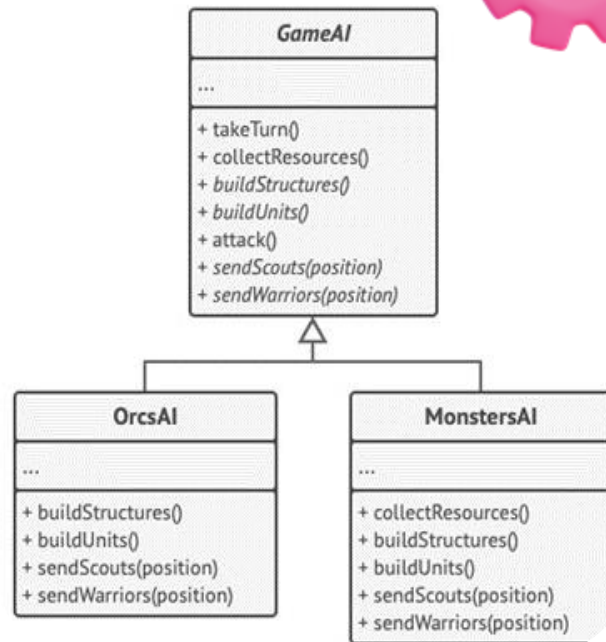 GameAI
...
+ takeTurn()
+ collectResources()
+ buildStructures()
+ buildUnits()
+ attack()
+ sendScouts(position)
+ sendWarriors(position)
OrcsAI
...
+ buildStructures()
+ buildUnits()
+ sendScouts(position)
+ sendWarriors(position)
MonstersAI
...
+ collectResources()
+ buildStructures()
+ buildUnits()
+ sendScouts(position)
+ sendWarriors(position)